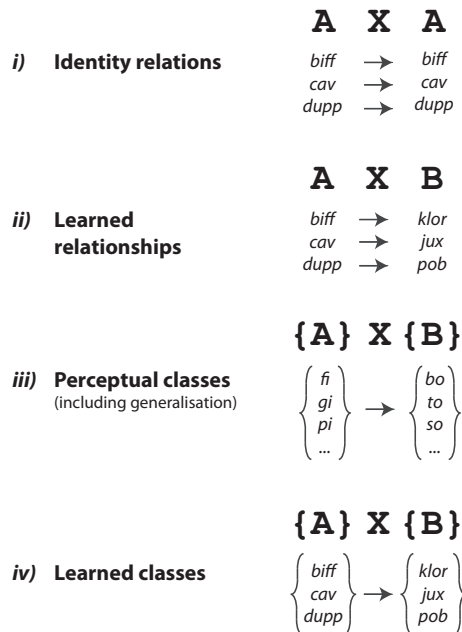 A X A
i) Identity relations
biff → biff
cav → cav
dupp → dupp
A X B
ii) Learned relationships
biff → klor
cav → jux
dupp → pob
{A} X {B}
iii) Perceptual classes
(including generalisation)
fi bo
gi → to
pi so
... ...
{A} X {B}
iv) Learned classes
biff klor
cav → jux
dupp pob